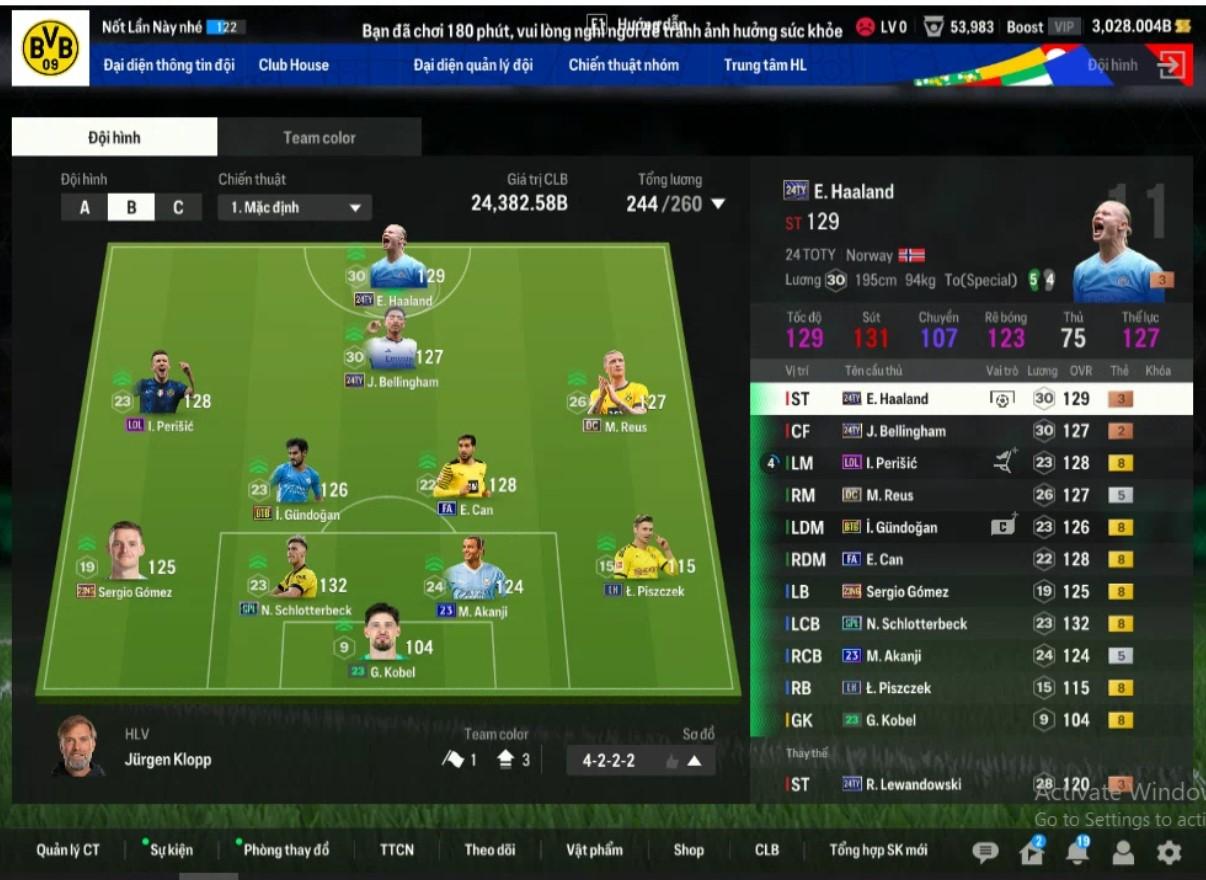 BVB
09
Nốt Lần Này nhé 122
Bạn đã chơi 180 phút, vui lòng nghỉ ngơi để tránh ảnh hưởng sức khỏe
F1 Hướng dẫn
LV 0 53,983 Boost VIP 3,028.004B
Đại diện thông tin đội Club House Đại diện quản lý đội Chiến thuật nhóm Trung tâm HL Đội hình
Đội hình Team color
Đội hình Chiến thuật Giá trị CLB Tổng lương
A B C 1. Mặc định 24,382.58B 244 /260
30 129
24TY E. Haaland
30 127
24TY J. Bellingham
23 128
LOL I. Perišić
26 127
DC M. Reus
23 126
BTB İ. Gündoğan
22 128
FA E. Can
19 125
Sergio Gómez
23 132
N. Schlotterbeck
24 124
23 M. Akanji
15 115
LH Ł. Piszczek
9 104
23 G. Kobel
HLV
Jürgen Klopp
Team color
1 3
Sơ đồ
4-2-2-2
24TY E. Haaland
11
ST 129
24 TOTY Norway
Lương 30 195cm 94kg To(Special) 5 4
3
Tốc độ Sút Chuyền Rê bóng Thủ Thể lực
129 131 107 123 75 127
Vị trí Tên cầu thủ Vai trò Lương OVR Thẻ Khóa
ST 24TY E. Haaland 30 129 3
CF 24TY J. Bellingham 30 127 2
4 LM LOL I. Perišić 23 128 8
RM DC M. Reus 26 127 5
LDM BTB İ. Gündoğan C 23 126 8
RDM FA E. Can 22 128 8
LB Sergio Gómez 19 125 8
LCB N. Schlotterbeck 23 132 8
RCB 23 M. Akanji 24 124 5
RB LH Ł. Piszczek 15 115 8
GK 23 G. Kobel 9 104 8
Thay thế
ST 24TY R. Lewandowski 28 120 3
Activate Windov
Go to Settings to acti
Quản lý CT Sự kiện Phòng thay đồ TTCN Theo dõi Vật phẩm Shop CLB Tổng hợp SK mới 2 19